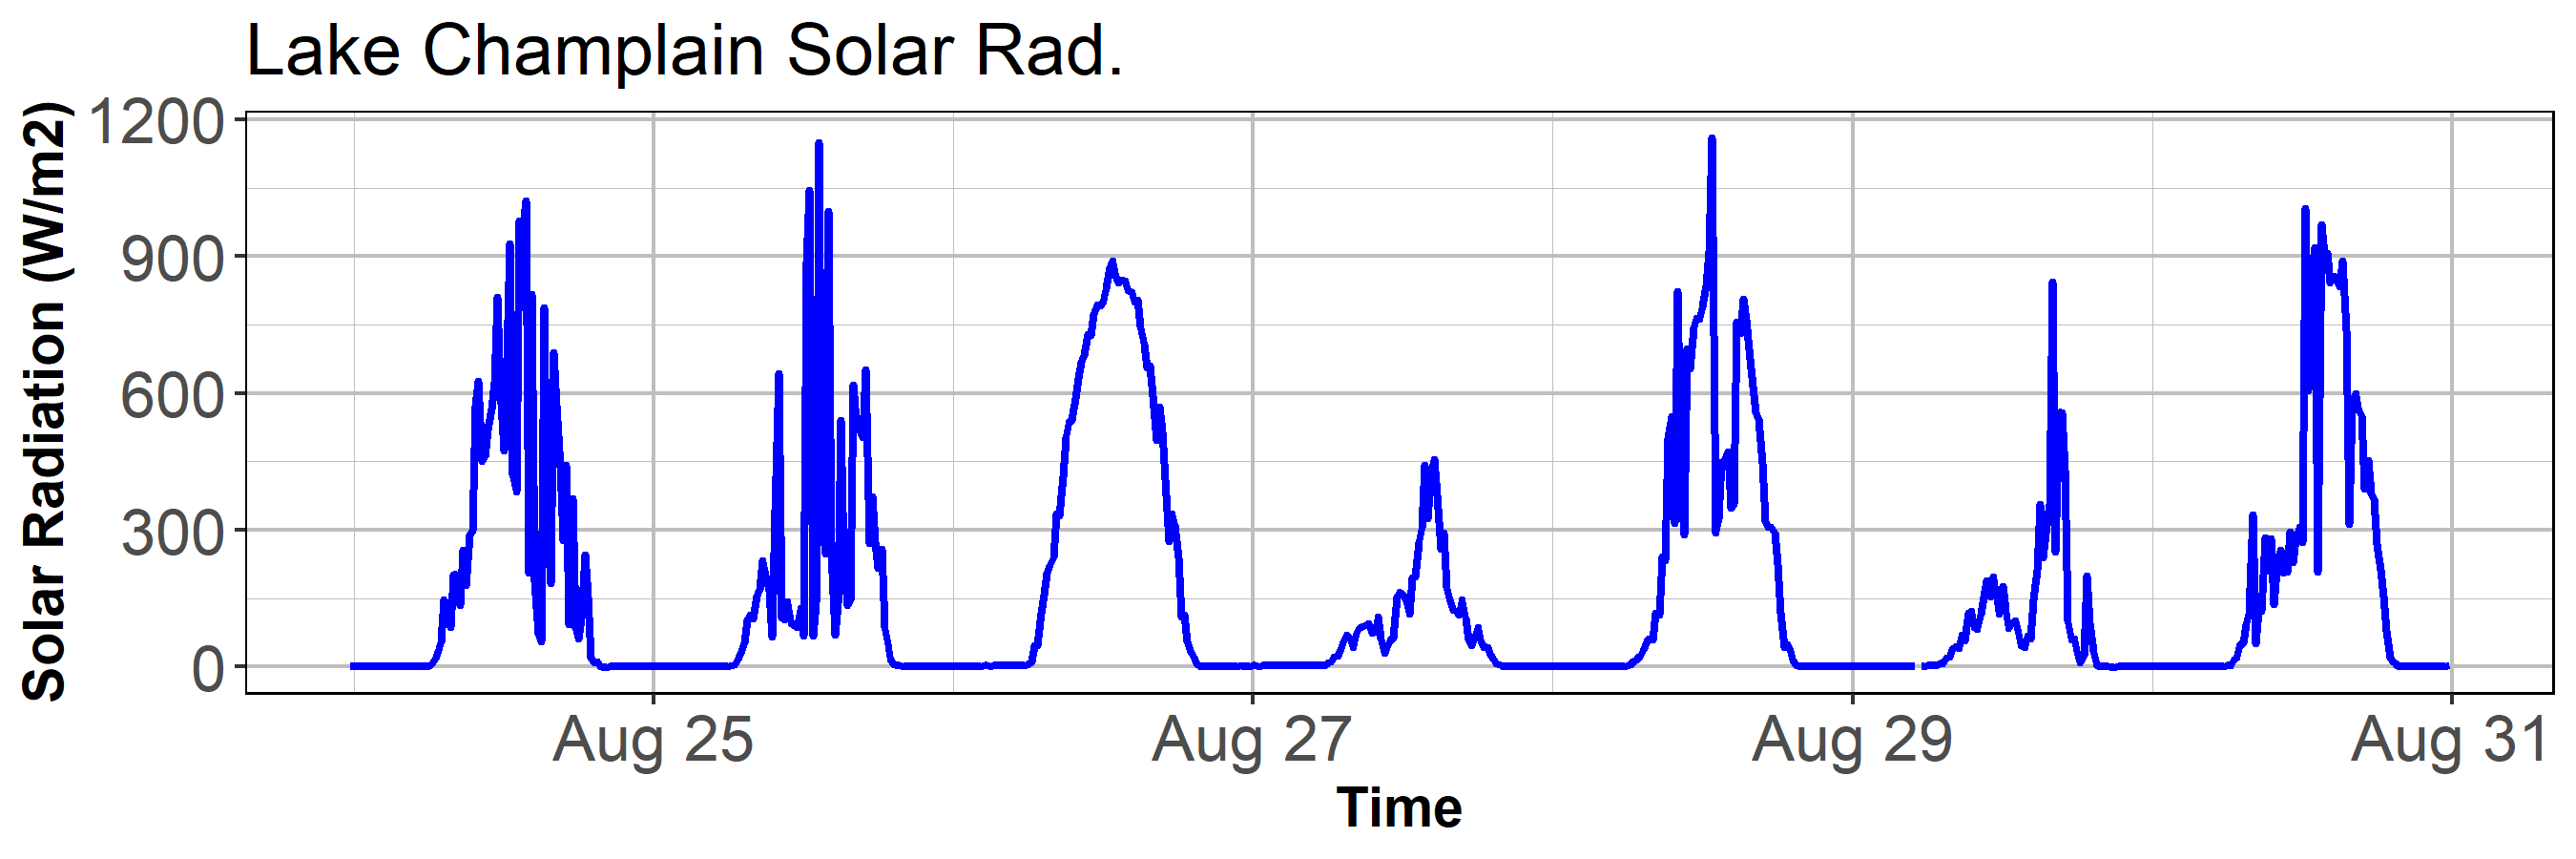 Lake Champlain Solar Rad.
Solar Radiation (W/m2)
1200
900
600
300
0
Aug 25 Aug 27 Aug 29 Aug 31
Time